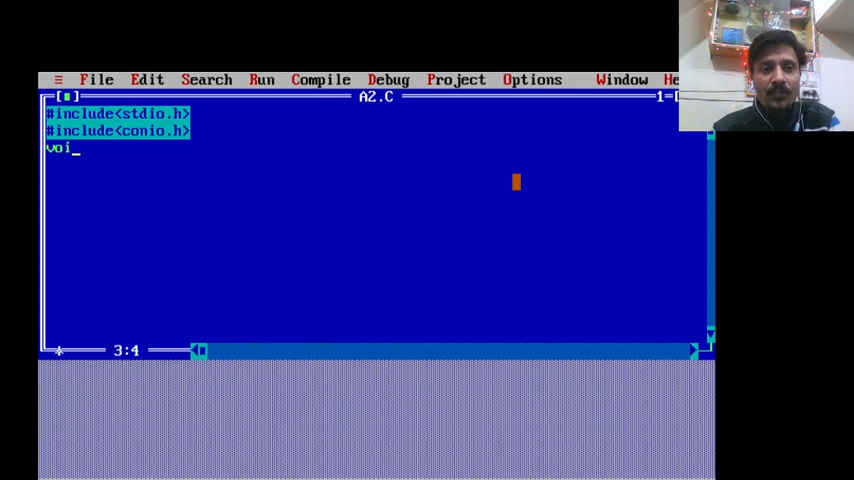 ≡ File Edit Search Run Compile Debug Project Options Window He
A2.C 1
#include<stdio.h>
#include<conio.h>
voi_
3:4